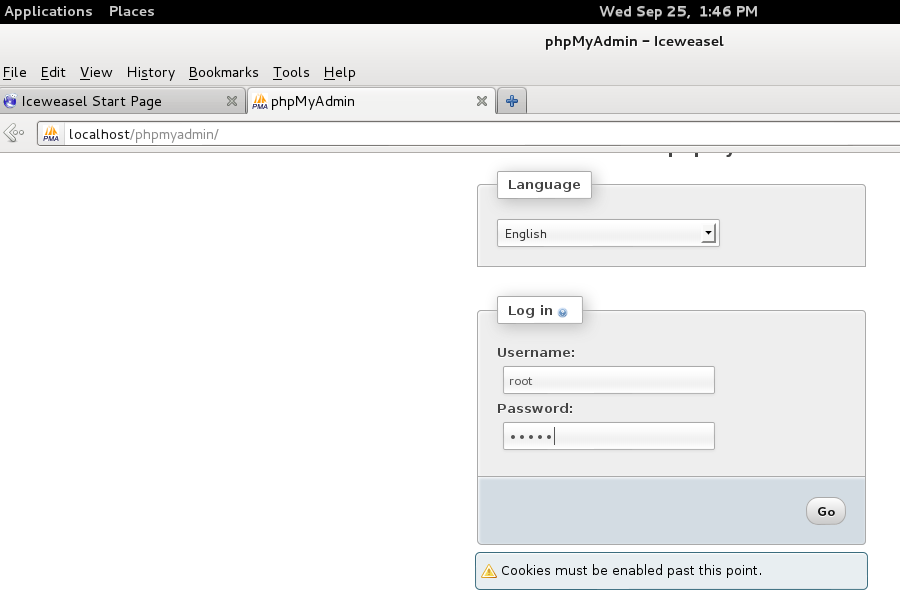 Applications Places Wed Sep 25, 1:46 PM
phpMyAdmin - Iceweasel
File Edit View History Bookmarks Tools Help
Iceweasel Start Page phpMyAdmin
PMA
PMA localhost/phpmyadmin/
Language
English
Log in
Username:
root
Password:
•••••
Go
Cookies must be enabled past this point.